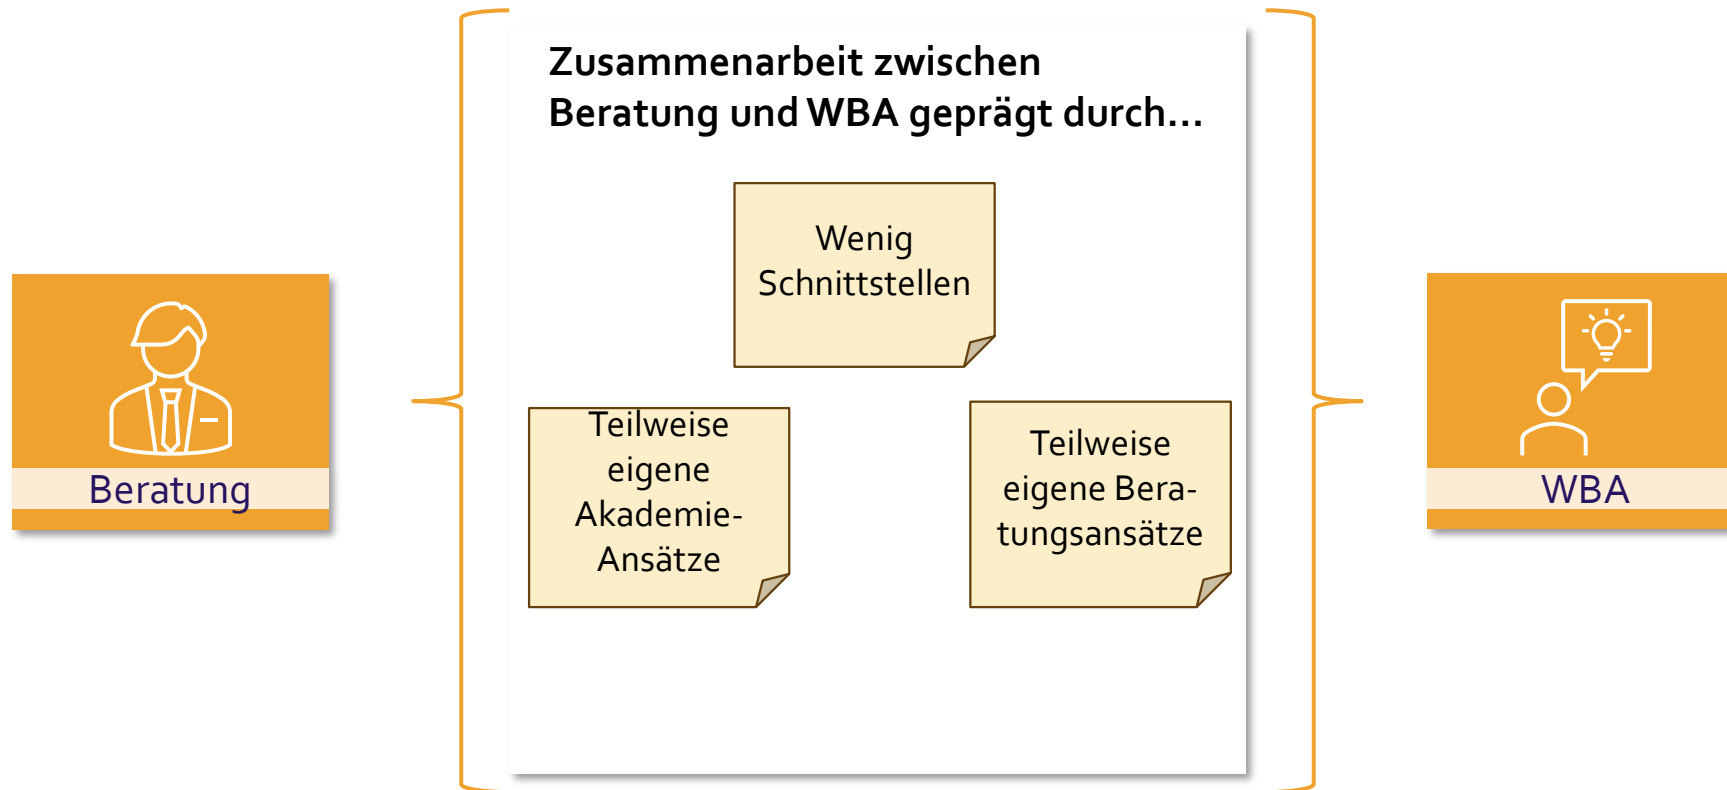 Zusammenarbeit zwischen
Beratung und WBA geprägt durch...
Wenig
Schnittstellen
Teilweise
eigene
Akademie-
Ansätze
Teilweise
eigene Bera-
tungsansätze
Beratung
WBA